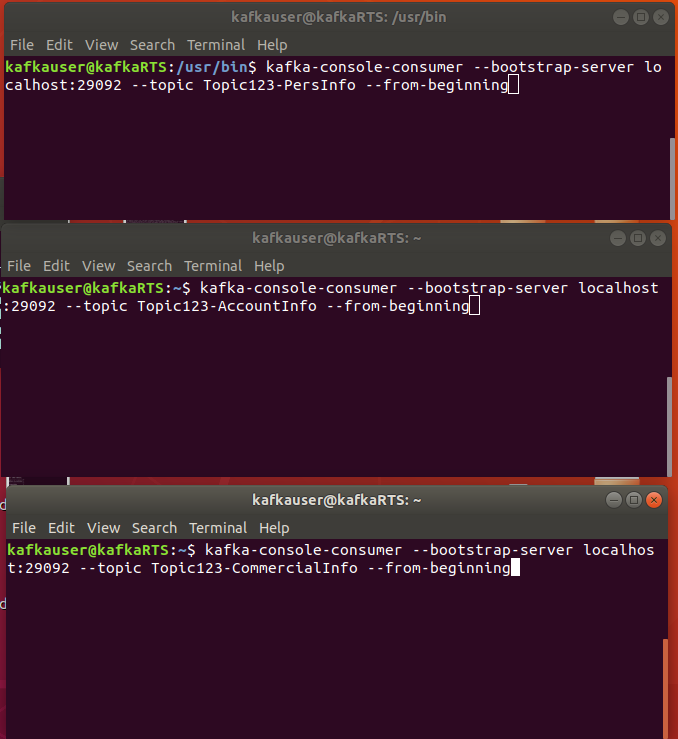 kafkauser@kafkaRTS: /usr/bin
File Edit View Search Terminal Help
kafkauser@kafkaRTS:/usr/bin$ kafka-console-consumer --bootstrap-server lo
calhost:29092 --topic Topic123-PersInfo --from-beginning
kafkauser@kafkaRTS: ~
File Edit View Search Terminal Help
kafkauser@kafkaRTS:~$ kafka-console-consumer --bootstrap-server localhost
:29092 --topic Topic123-AccountInfo --from-beginning
kafkauser@kafkaRTS: ~
File Edit View Search Terminal Help
kafkauser@kafkaRTS:~$ kafka-console-consumer --bootstrap-server localhos
t:29092 --topic Topic123-CommercialInfo --from-beginning